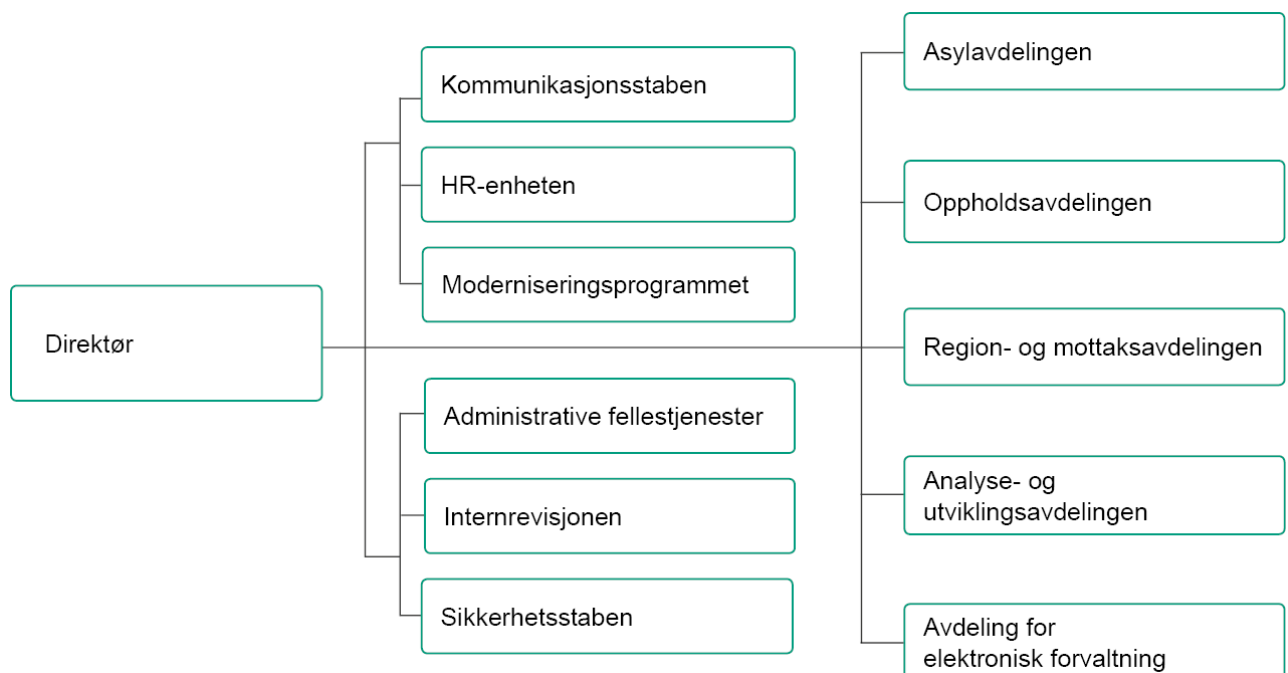 Direktør
Kommunikasjonsstaben
HR-enheten
Moderniseringsprogrammet
Administrative fellestjenester
Internrevisjonen
Sikkerhetsstaben
Asylavdelingen
Oppholdsavdelingen
Region- og mottaksavdelingen
Analyse- og
utviklingsavdelingen
Avdeling for
elektronisk forvaltning